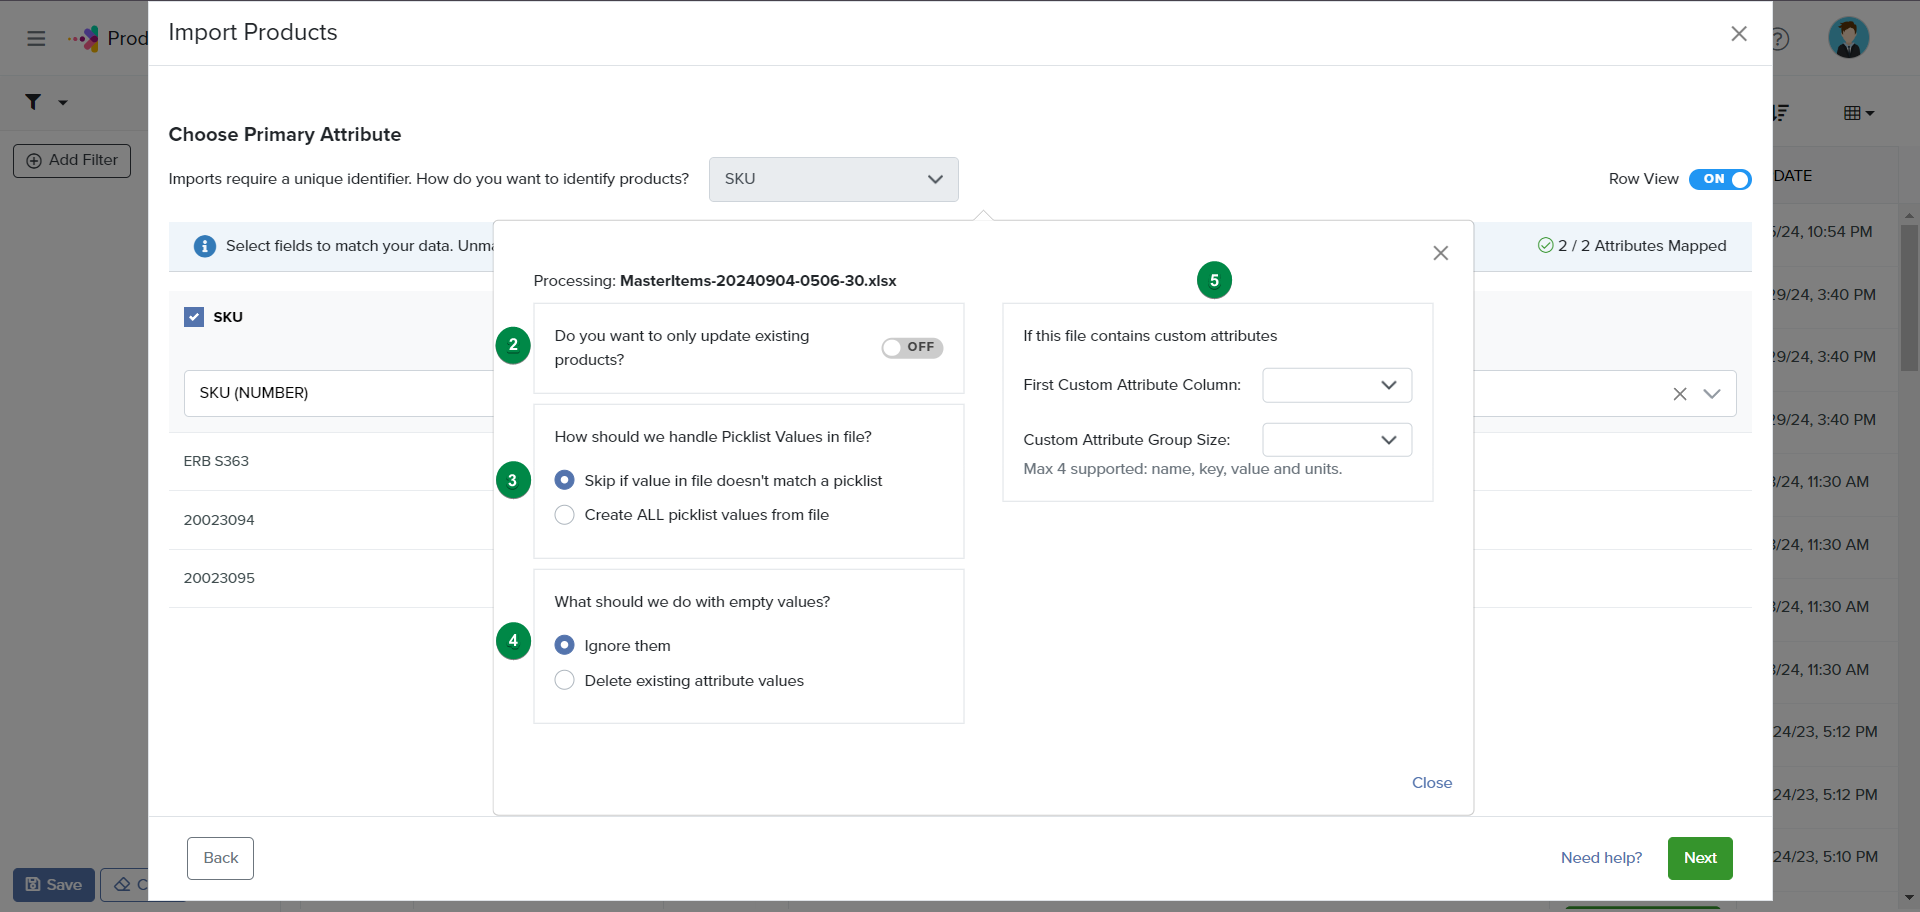 Import Products
Prod
Add Filter
Choose Primary Attribute
Imports require a unique identifier. How do you want to identify products?
SKU
Row View
ON
DATE
Select fields to match your data.
2 / 2 Attributes Mapped
5
Processing: MasterItems-20240904-0506-30.xlsx
SKU
2
Do you want to only update existing
products?
OFF
If this file contains custom attributes
First Custom Attribute Column:
SKU (NUMBER)
How should we handle Picklist Values in file?
Custom Attribute Group Size:
Max 4 supported: name, key, value and units.
ERB S363
3
Skip if value in file doesn't match a picklist
Create ALL picklist values from file
20023094
20023095
What should we do with empty values?
4
Ignore them
Delete existing attribute values
Close
/24, 10:54 PM
29/24, 3:40 PM
29/24, 3:40 PM
29/24, 3:40 PM
/24, 11:30 AM
/24, 11:30 AM
/24, 11:30 AM
/24, 11:30 AM
24/23, 5:12 PM
24/23, 5:12 PM
24/23, 5:10 PM
Back
Need help?
Next
Save
C